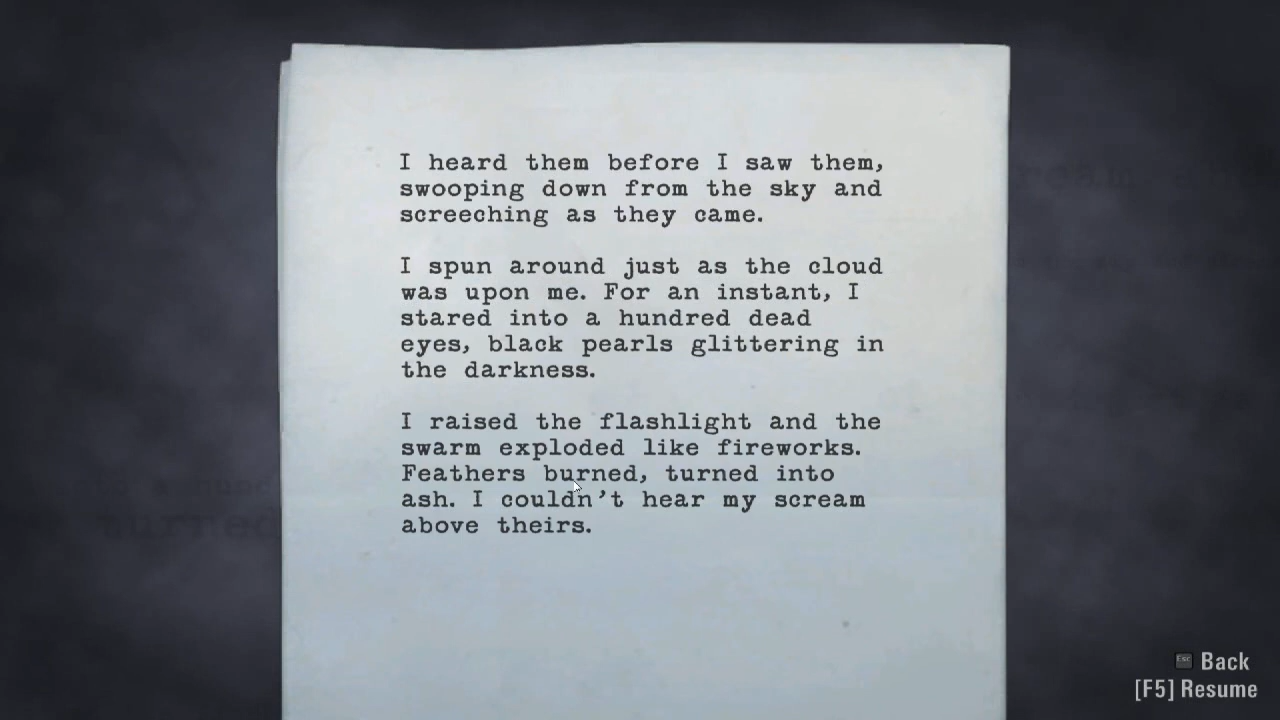 I heard them before I saw them,
swooping down from the sky and
screeching as they came.
I spun around just as the cloud
was upon me. For an instant, I
stared into a hundred dead
eyes, black pearls glittering in
the darkness.
I raised the flashlight and the
swarm exploded like fireworks.
Feathers burned, turned into
ash. I couldn't hear my scream
above theirs.
Esc Back
[F5] Resume